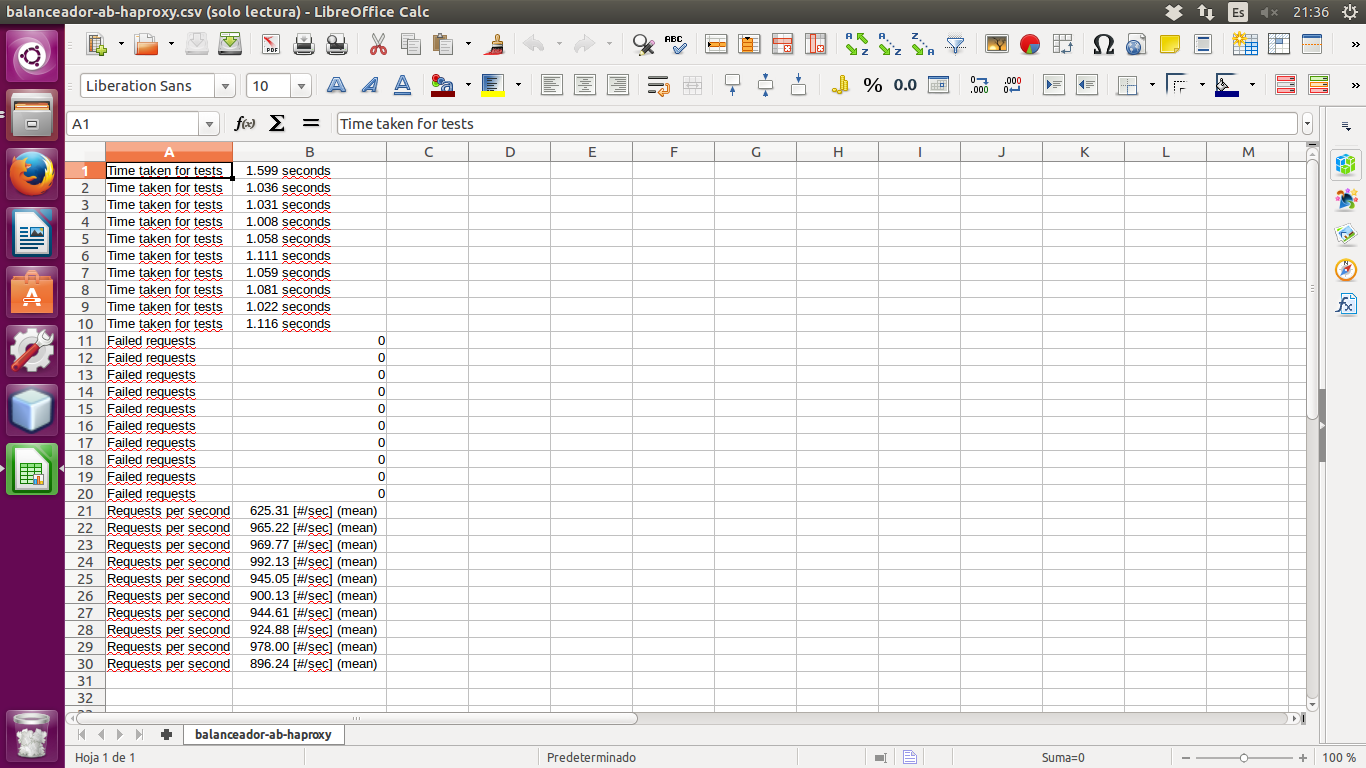 balanceador-ab-haproxy.csv (solo lectura) - LibreOffice Calc Es 21:36
Liberation Sans 10
A1 Time taken for tests
A B C D E F G H I J K L M
1 Time taken for tests 1.599 seconds
2 Time taken for tests 1.036 seconds
3 Time taken for tests 1.031 seconds
4 Time taken for tests 1.008 seconds
5 Time taken for tests 1.058 seconds
6 Time taken for tests 1.111 seconds
7 Time taken for tests 1.059 seconds
8 Time taken for tests 1.081 seconds
9 Time taken for tests 1.022 seconds
10 Time taken for tests 1.116 seconds
11 Failed requests 0
12 Failed requests 0
13 Failed requests 0
14 Failed requests 0
15 Failed requests 0
16 Failed requests 0
17 Failed requests 0
18 Failed requests 0
19 Failed requests 0
20 Failed requests 0
21 Requests per second 625.31 [#/sec] (mean)
22 Requests per second 965.22 [#/sec] (mean)
23 Requests per second 969.77 [#/sec] (mean)
24 Requests per second 992.13 [#/sec] (mean)
25 Requests per second 945.05 [#/sec] (mean)
26 Requests per second 900.13 [#/sec] (mean)
27 Requests per second 944.61 [#/sec] (mean)
28 Requests per second 924.88 [#/sec] (mean)
29 Requests per second 978.00 [#/sec] (mean)
30 Requests per second 896.24 [#/sec] (mean)
31
32
balanceador-ab-haproxy
Hoja 1 de 1 Predeterminado Suma=0 100 %